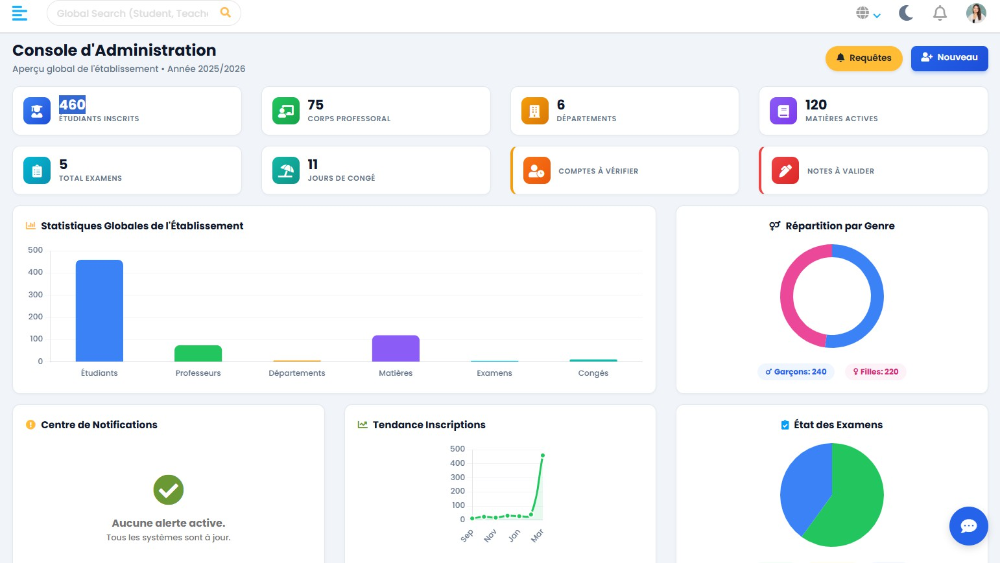 Global Search (Student, Teache
Console d'Administration
Aperçu global de l'établissement • Année 2025/2026
Requêtes
Nouveau
460
ÉTUDIANTS INSCRITS
75
CORPS PROFESSORAL
6
DÉPARTEMENTS
120
MATIÈRES ACTIVES
5
TOTAL EXAMENS
11
JOURS DE CONGÉ
COMPTES À VÉRIFIER
NOTES À VALIDER
Statistiques Globales de l'Établissement
500
400
300
200
100
0
Étudiants
Professeurs
Départements
Matières
Examens
Congés
Répartition par Genre
Garçons: 240
Filles: 220
Centre de Notifications
Aucune alerte active.
Tous les systèmes sont à jour.
Tendance Inscriptions
500
400
300
200
100
0
Sep
Nov
Jan
Mar
État des Examens